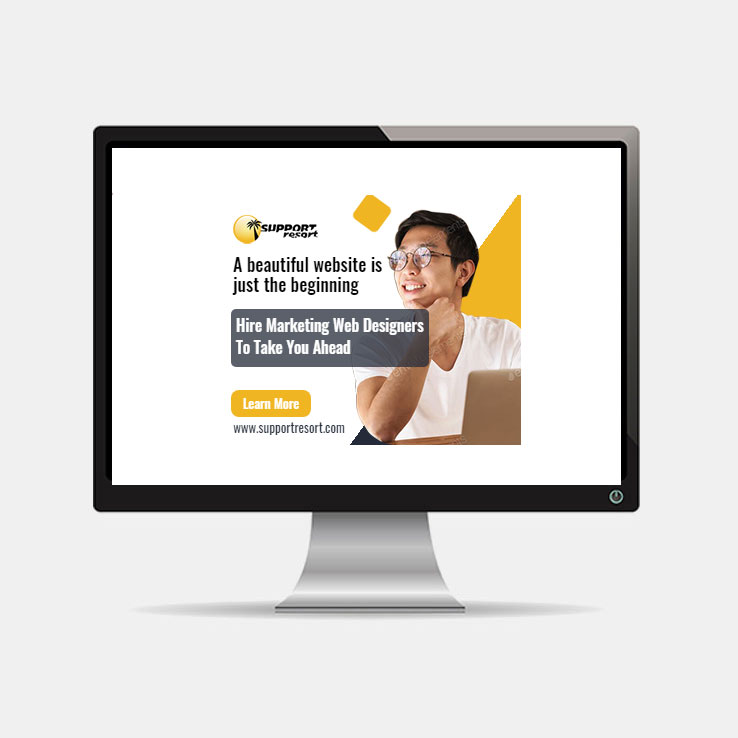 SUPPORT
resort
A beautiful website is
just the beginning
Hire Marketing Web Designers
To Take You Ahead
Learn More
www.supportresort.com